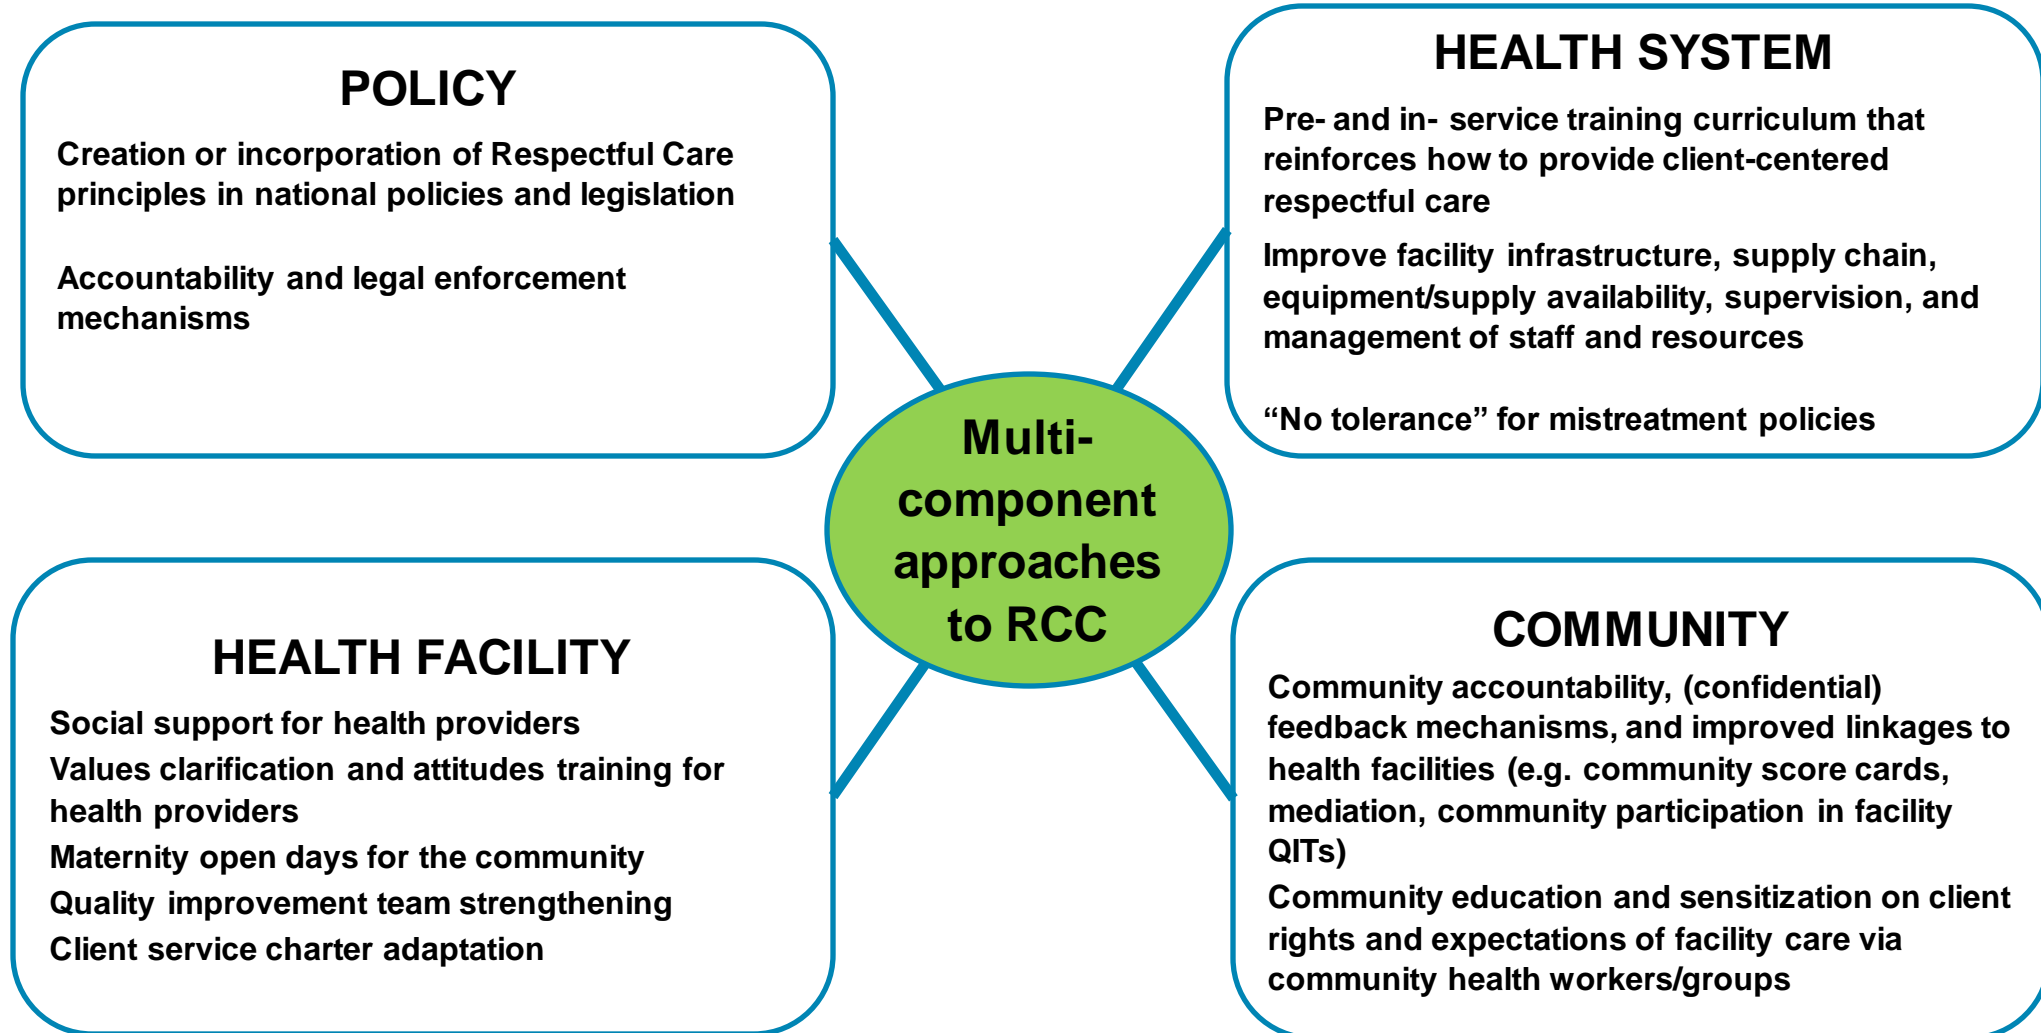 POLICY
Creation or incorporation of Respectful Care
principles in national policies and legislation
Accountability and legal enforcement
mechanisms
HEALTH SYSTEM
Pre- and in- service training curriculum that
reinforces how to provide client-centered
respectful care
Improve facility infrastructure, supply chain,
equipment/supply availability, supervision, and
management of staff and resources
“No tolerance” for mistreatment policies
Multi-
component
approaches
to RCC
HEALTH FACILITY
Social support for health providers
Values clarification and attitudes training for
health providers
Maternity open days for the community
Quality improvement team strengthening
Client service charter adaptation
COMMUNITY
Community accountability, (confidential)
feedback mechanisms, and improved linkages to
health facilities (e.g. community score cards,
mediation, community participation in facility
QITs)
Community education and sensitization on client
rights and expectations of facility care via
community health workers/groups